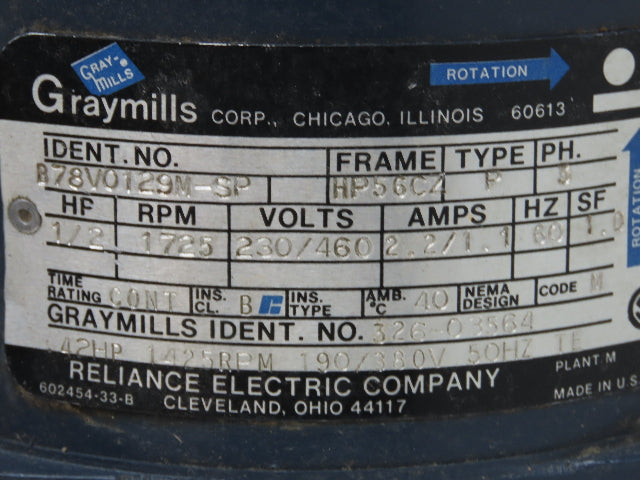 GRAY-MILLS
ROTATION
Graymills CORP., CHICAGO, ILLINOIS 60613
IDENT. NO. FRAME TYPE PH.
B78V0129M-SP HP56CZ P 3
HP RPM VOLTS AMPS HZ SF
1/2 1725 230/460 2.2/1.1 60 1.0
ROTATION
TIME RATING CONT INS. CL. B INS. TYPE AMB. °C 40 NEMA DESIGN CODE M
GRAYMILLS IDENT. NO. 326-03564
.42HP 1425RPM 190/380V 50HZ TE
PLANT M
RELIANCE ELECTRIC COMPANY
602454-33-B CLEVELAND, OHIO 44117 MADE IN U.S.